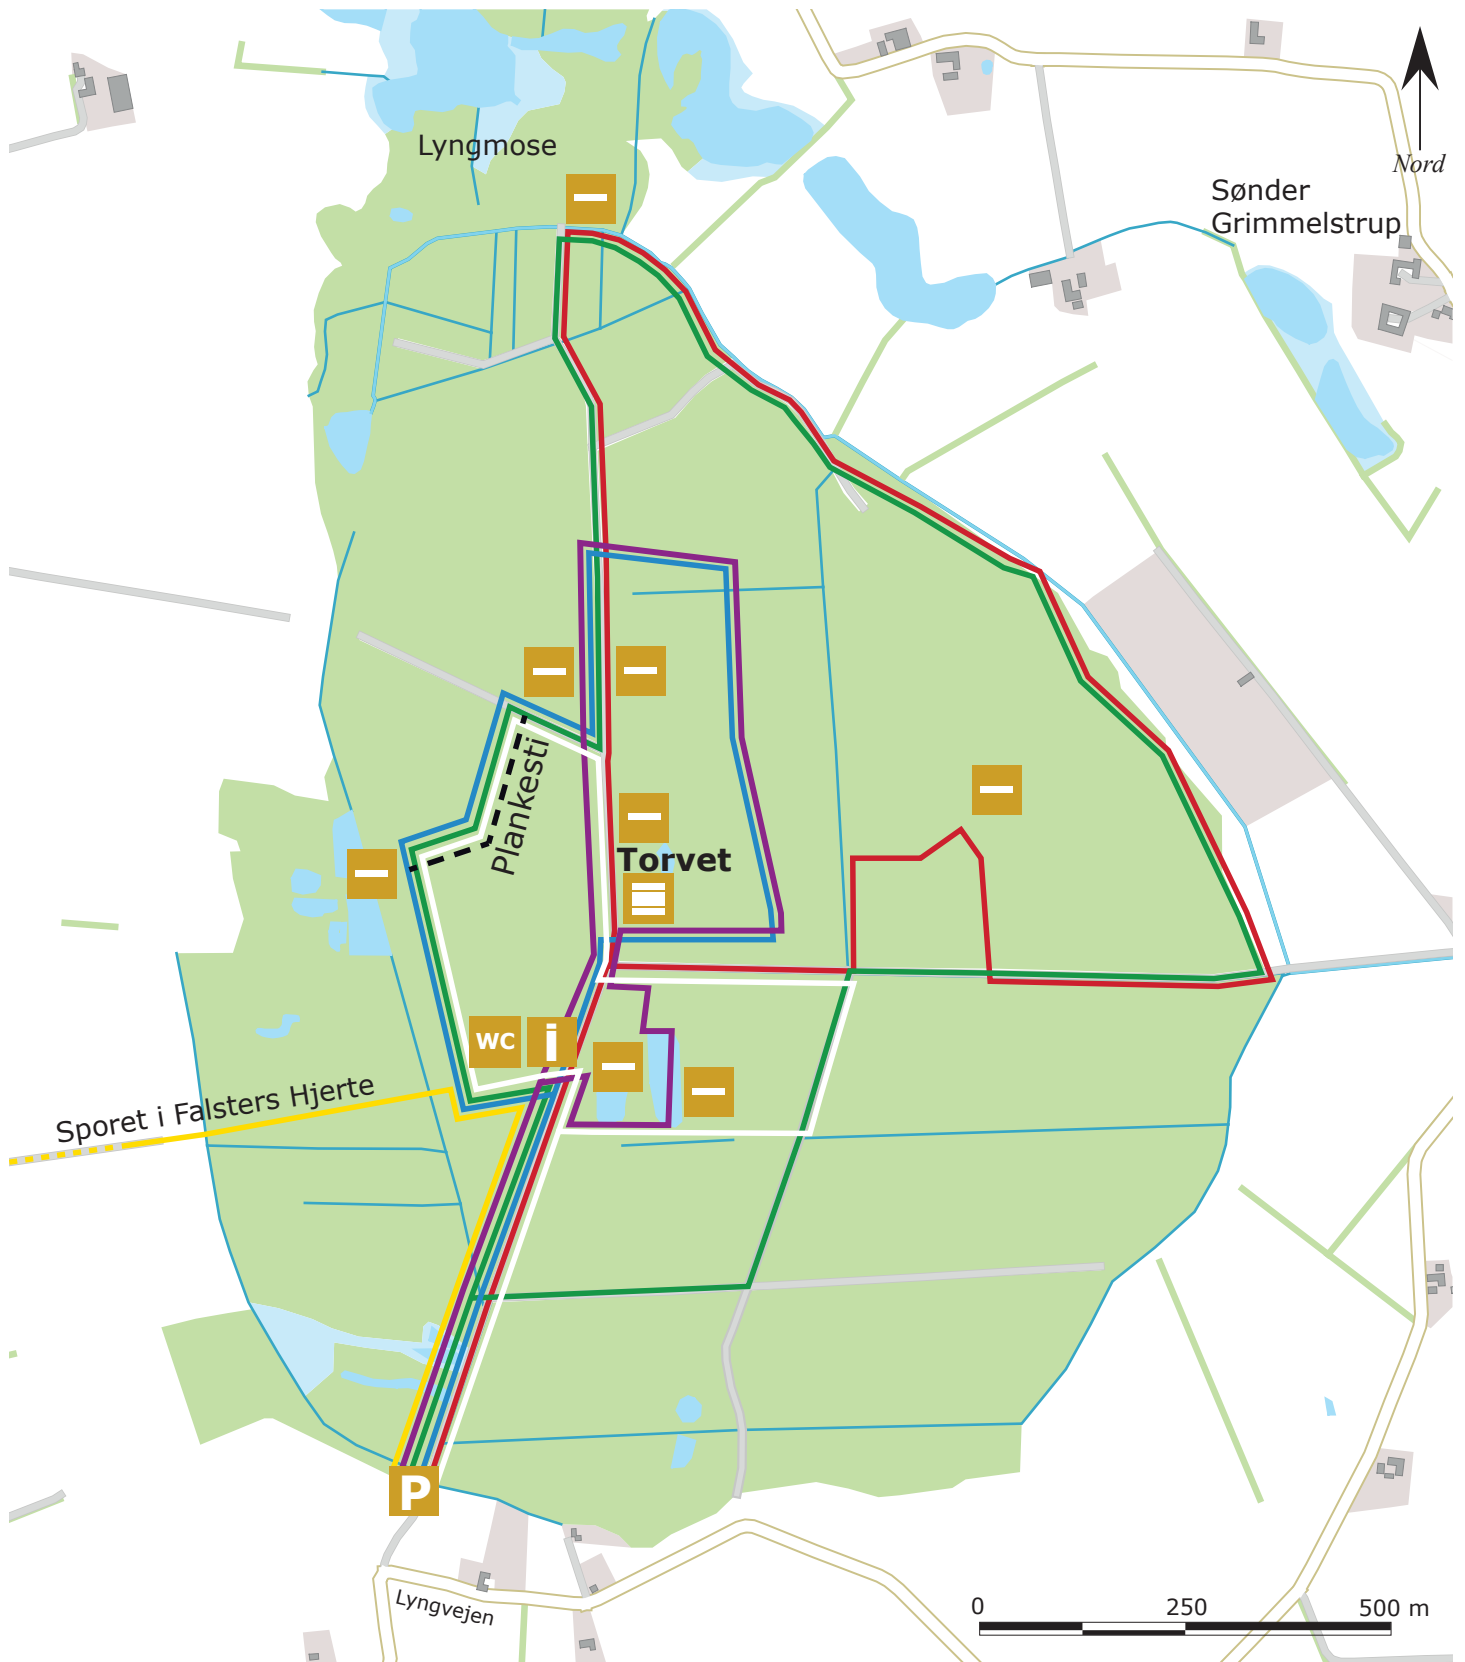 Lyngmose
Nord
Sønder
Grimmelstrup
Plankesti
Torvet
WC
i
Sporet i Falsters Hjerte
P
Lyngvejen
0
250
500 m